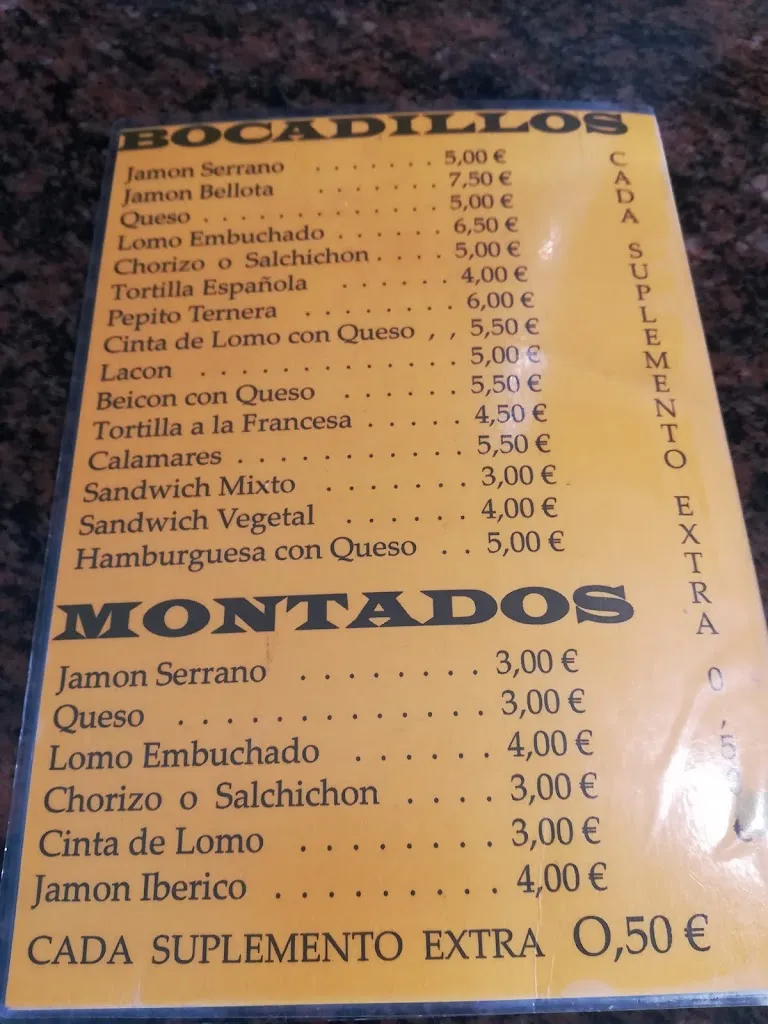 BOCADILLOS
Jamon Serrano . . . . . . . 5,00 €
Jamon Bellota . . . . . . . 7,50 €
Queso . . . . . . . . . . . . . 5,00 €
Lomo Embuchado . . . . . . 6,50 €
Chorizo o Salchichon . . . . 5,00 €
Tortilla Española . . . . . . 4,00 €
Pepito Ternera . . . . . . . . 6,00 €
Cinta de Lomo con Queso , , 5,50 €
Lacon . . . . . . . . . . . . . 5,00 €
Beicon con Queso . . . . . . 5,50 €
Tortilla a la Francesa . . . . . 4,50 €
Calamares . . . . . . . . . . . 5,50 €
Sandwich Mixto . . . . . . . 3,00 €
Sandwich Vegetal . . . . . . 4,00 €
Hamburguesa con Queso . . 5,00 €
MONTADOS
Jamon Serrano . . . . . . . . 3,00 €
Queso . . . . . . . . . . . . . 3,00 €
Lomo Embuchado . . . . . . 4,00 €
Chorizo o Salchichon . . . . 3,00 €
Cinta de Lomo . . . . . . . . 3,00 €
Jamon Iberico . . . . . . . . . 4,00 €
CADA SUPLEMENTO EXTRA 0,50 €
CADA SUPLEMENTO EXTRA 0,50 €